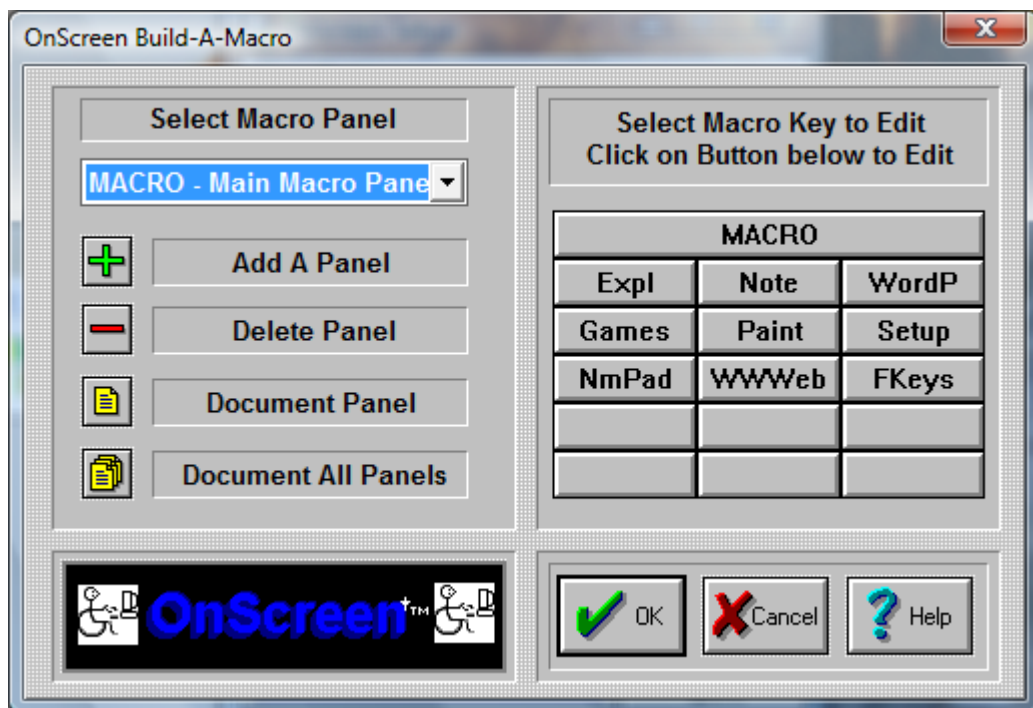 OnScreen Build-A-Macro
Select Macro Panel
MACRO - Main Macro Pane
Add A Panel
Delete Panel
Document Panel
Document All Panels
Select Macro Key to Edit
Click on Button below to Edit
MACRO
Expl Note WordP
Games Paint Setup
NmPad WWWeb FKeys
OnScreen™
OK Cancel Help